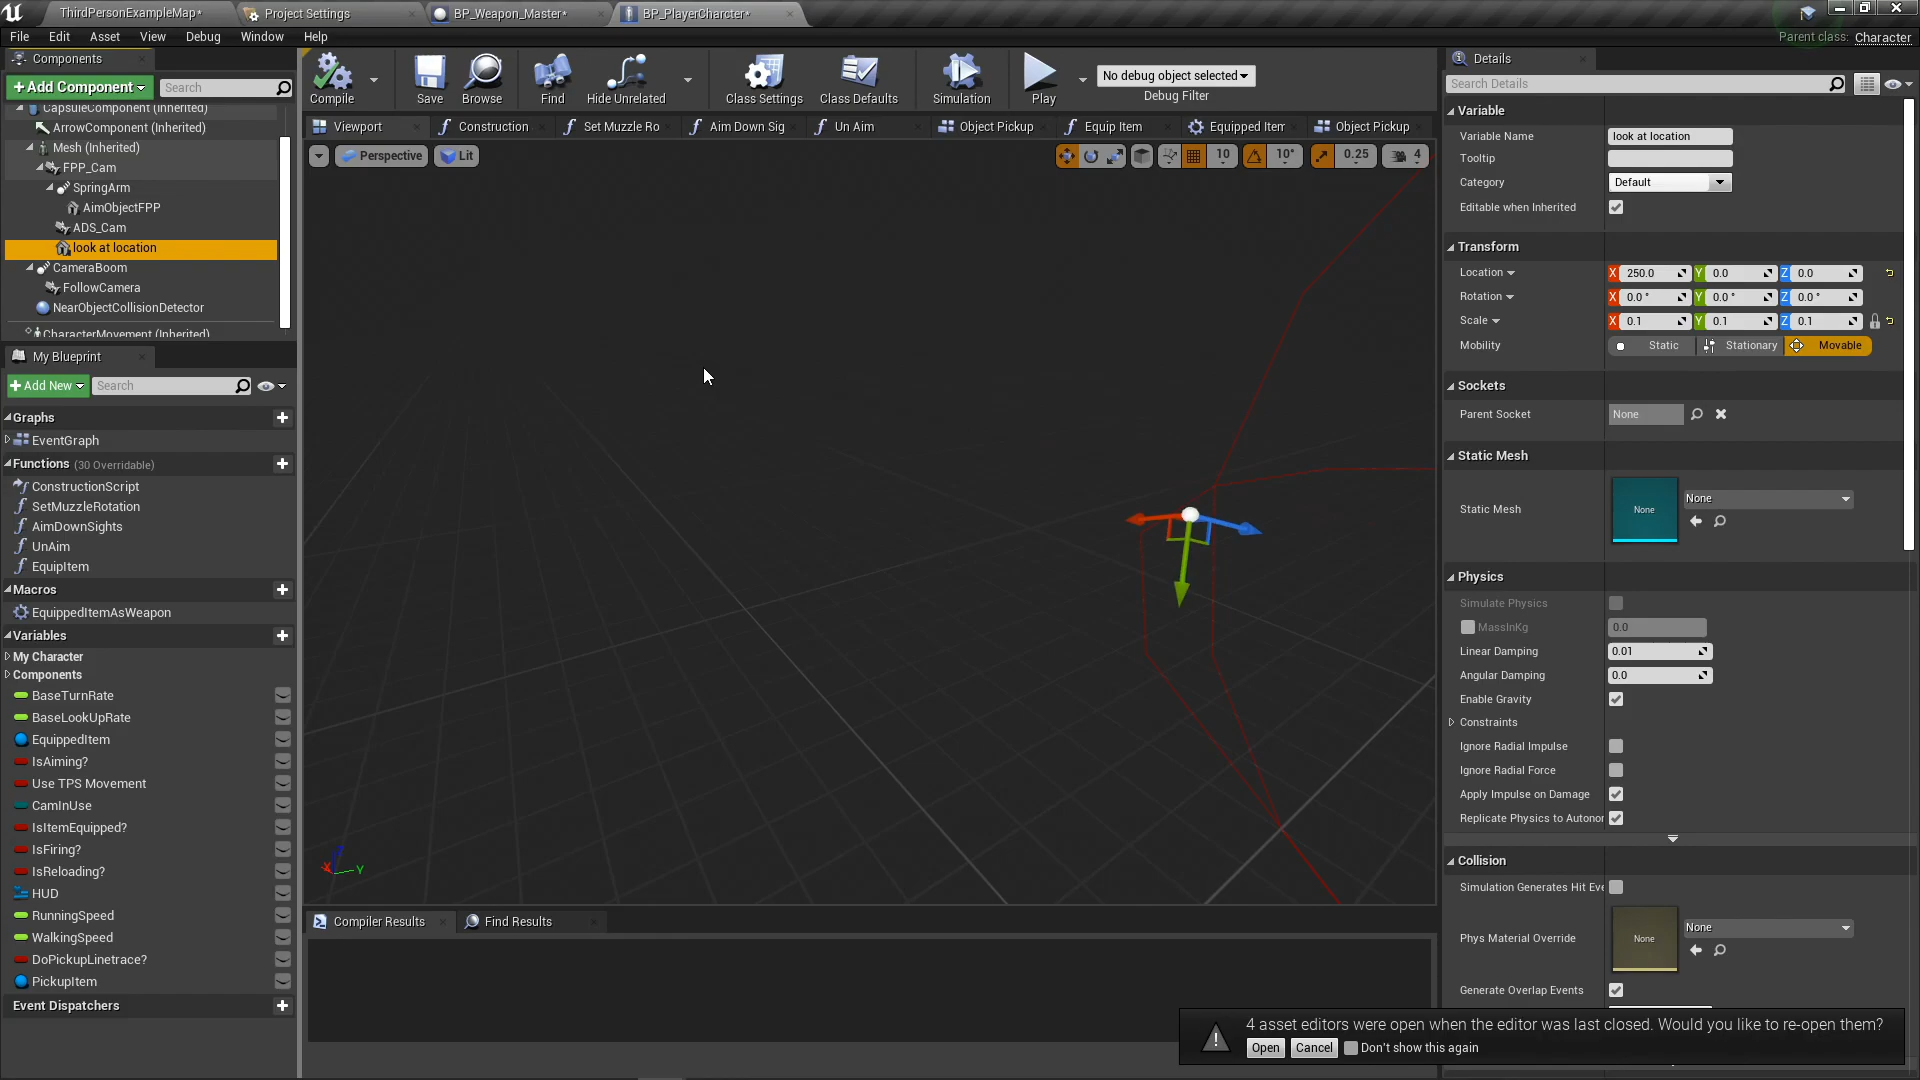 ThirdPersonExampleMap*
Project Settings
BP_Weapon_Master*
BP_PlayerCharcter*
File Edit Asset View Debug Window Help
Parent class: Character
Components
+Add Component
Search
CapsuleComponent (Inherited)
ArrowComponent (Inherited)
Mesh (Inherited)
FPP_Cam
SpringArm
AimObjectFPP
ADS_Cam
look at location
CameraBoom
FollowCamera
NearObjectCollisionDetector
CharacterMovement (Inherited)
My Blueprint
+Add New
Search
Graphs
EventGraph
Functions (30 Overridable)
ConstructionScript
SetMuzzleRotation
AimDownSights
UnAim
EquipItem
Macros
EquippedItemAsWeapon
Variables
My Character
Components
BaseTurnRate
BaseLookUpRate
EquippedItem
IsAiming?
Use TPS Movement
CamInUse
IsItemEquipped?
IsFiring?
IsReloading?
HUD
RunningSpeed
WalkingSpeed
DoPickupLinetrace?
PickupItem
Event Dispatchers
Compile
Save
Browse
Find
Hide Unrelated
Class Settings
Class Defaults
Simulation
Play
No debug object selected
Debug Filter
Viewport
Construction
Set Muzzle Ro
Aim Down Sig
Un Aim
Object Pickup
Equip Item
Equipped Item
Object Pickup
Perspective
Lit
10
10°
0.25
4
X
Y
Compiler Results
Find Results
Details
Search Details
Variable
Variable Name look at location
Tooltip
Category Default
Editable when Inherited
Transform
Location X 250.0 Y 0.0 Z 0.0
Rotation X 0.0 ° Y 0.0 ° Z 0.0 °
Scale X 0.1 Y 0.1 Z 0.1
Mobility Static Stationary Movable
Sockets
Parent Socket None
Static Mesh
Static Mesh None None
Physics
Simulate Physics
MassInKg 0.0
Linear Damping 0.01
Angular Damping 0.0
Enable Gravity
Constraints
Ignore Radial Impulse
Ignore Radial Force
Apply Impulse on Damage
Replicate Physics to Autonor
Collision
Simulation Generates Hit Eve
Phys Material Override None None
Generate Overlap Events
4 asset editors were open when the editor was last closed. Would you like to re-open them?
Open Cancel Don't show this again